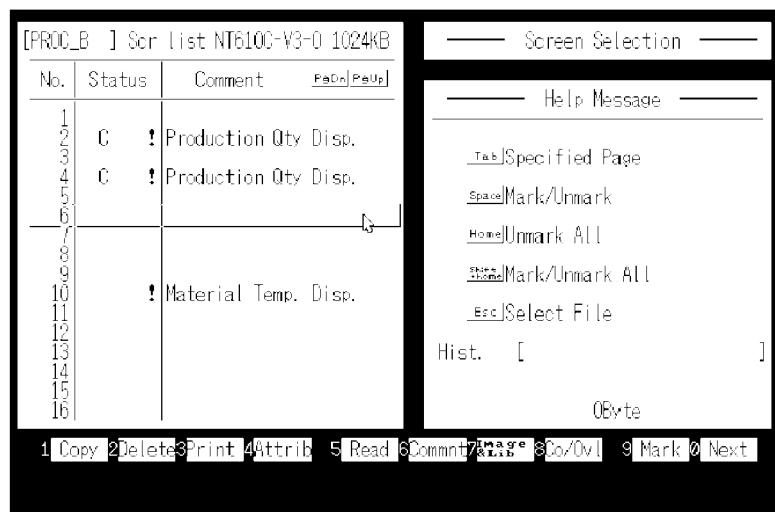 [PROC_B ] Scr list NT610C-V3-0 1024KB
No. Status Comment PgDn PgUp
1
2 C ! Production Qty Disp.
3
4 C ! Production Qty Disp.
5
6
7
8
9
10 ! Material Temp. Disp.
11
12
13
14
15
16
Screen Selection
Help Message
Tab Specified Page
Space Mark/Unmark
Home Unmark All
Shift +home Mark/Unmark All
Esc Select File
Hist. [ ]
0Byte
1 Copy 2 Delete 3 Print 4 Attrib 5 Read 6 Commnt 7 Image &Lib 8 Co/Ovl 9 Mark 0 Next